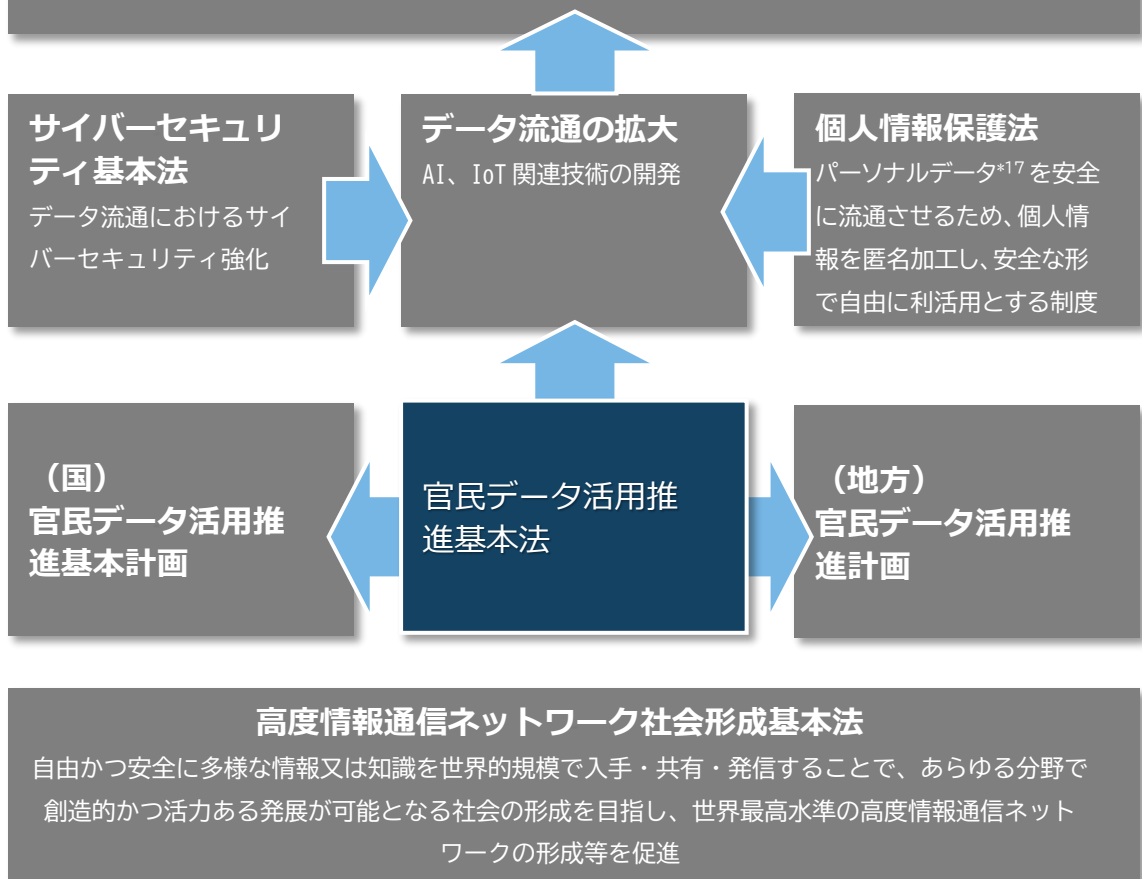 サイバーセキュリ
ティ基本法
データ流通におけるサイ
バーセキュリティ強化
データ流通の拡大
AI、IoT 関連技術の開発
個人情報保護法
パーソナルデータ*17 を安全
に流通させるため、個人情
報を匿名加工し、安全な形
で自由に利活用とする制度
（国）
官民データ活用推
進基本計画
官民データ活用推
進基本法
（地方）
官民データ活用推
進計画
高度情報通信ネットワーク社会形成基本法
自由かつ安全に多様な情報又は知識を世界的規模で入手・共有・発信することで、あらゆる分野で
創造的かつ活力ある発展が可能となる社会の形成を目指し、世界最高水準の高度情報通信ネット
ワークの形成等を促進